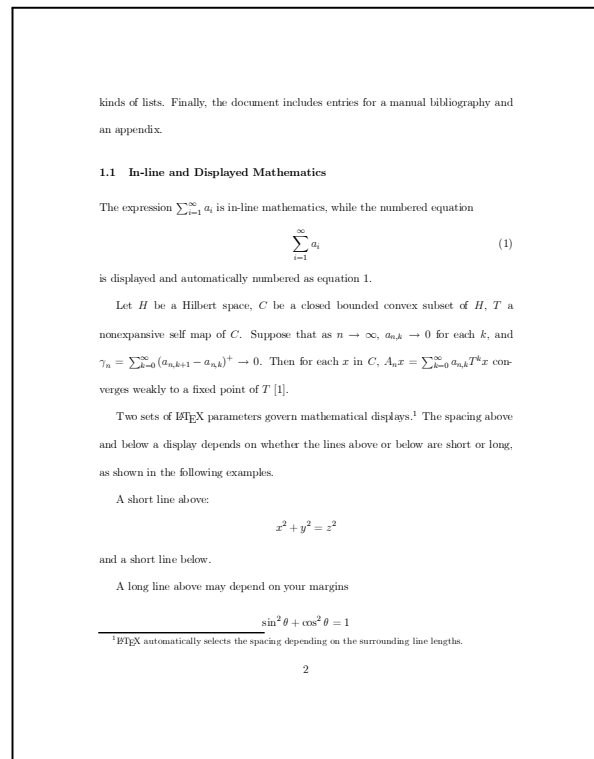 kinds of lists. Finally, the document includes entries for a manual bibliography and
an appendix.
1.1 In-line and Displayed Mathematics
The expression ∑_{i=1}^{∞} a_i is in-line mathematics, while the numbered equation
∑_{i=1}^{∞} a_i (1)
is displayed and automatically numbered as equation 1.
Let H be a Hilbert space, C be a closed bounded convex subset of H, T a
nonexpansive self map of C. Suppose that as n → ∞, a_{n,k} → 0 for each k, and
γ_n = ∑_{k=0}^{∞} (a_{n,k+1} − a_{n,k})^+ → 0. Then for each x in C, A_n x = ∑_{k=0}^{∞} a_{n,k} T^k x con-
verges weakly to a fixed point of T [1].
Two sets of LATEX parameters govern mathematical displays.¹ The spacing above
and below a display depends on whether the lines above or below are short or long,
as shown in the following examples.
A short line above:
x² + y² = z²
and a short line below.
A long line above may depend on your margins
sin² θ + cos² θ = 1
¹LATEX automatically selects the spacing depending on the surrounding line lengths.
2